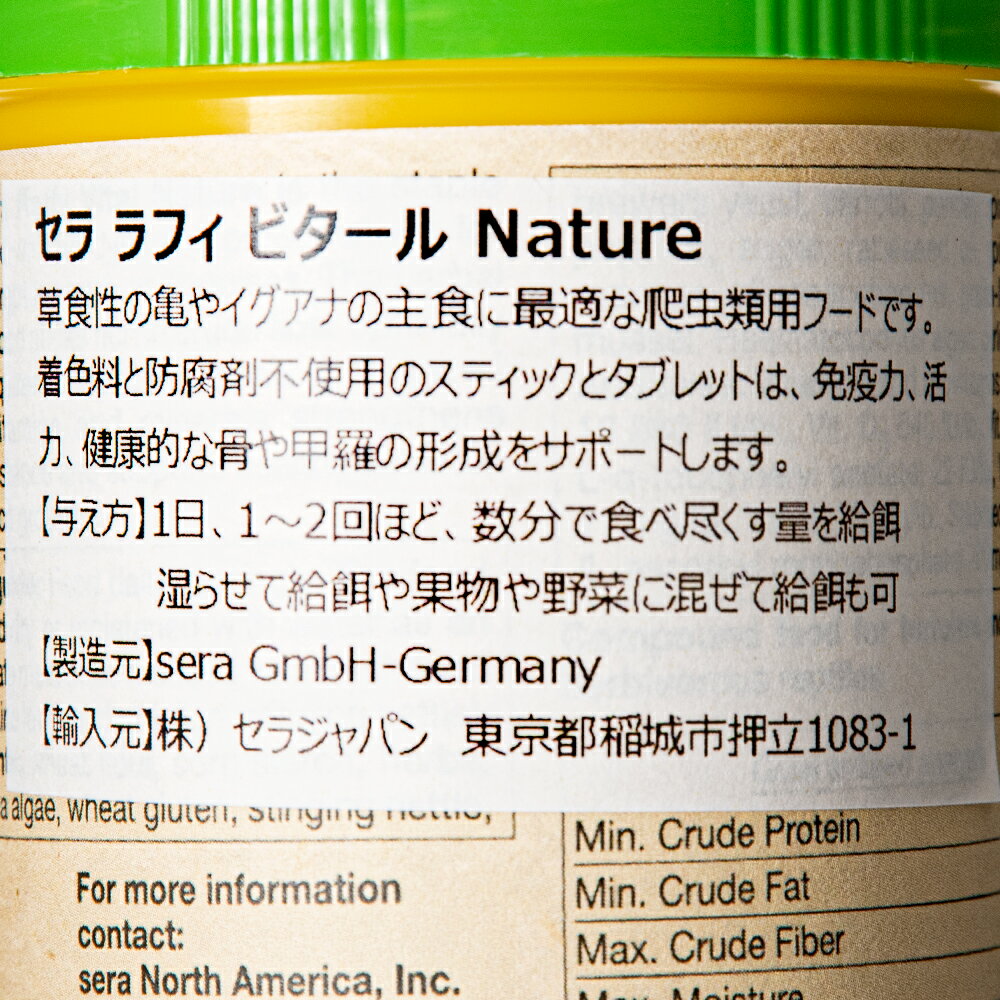 セラ ラフィ ビタール Nature
草食性の亀やイグアナの主食に最適な爬虫類用フードです。
着色料と防腐剤不使用のスティックとタブレットは、免疫力、活
力、健康的な骨や甲羅の形成をサポートします。
【与え方】1日、1～2回ほど、数分で食べ尽くす量を給餌
湿らせて給餌や果物や野菜に混ぜて給餌も可
【製造元】sera GmbH-Germany
【輸入元】株） セラジャパン 東京都稲城市押立1083-1
algae, wheat gluten, stinging nettle,
For more information
contact:
sera North America, Inc.
Min. Crude Protein
Min. Crude Fat
Max. Crude Fiber
Max. Moisture